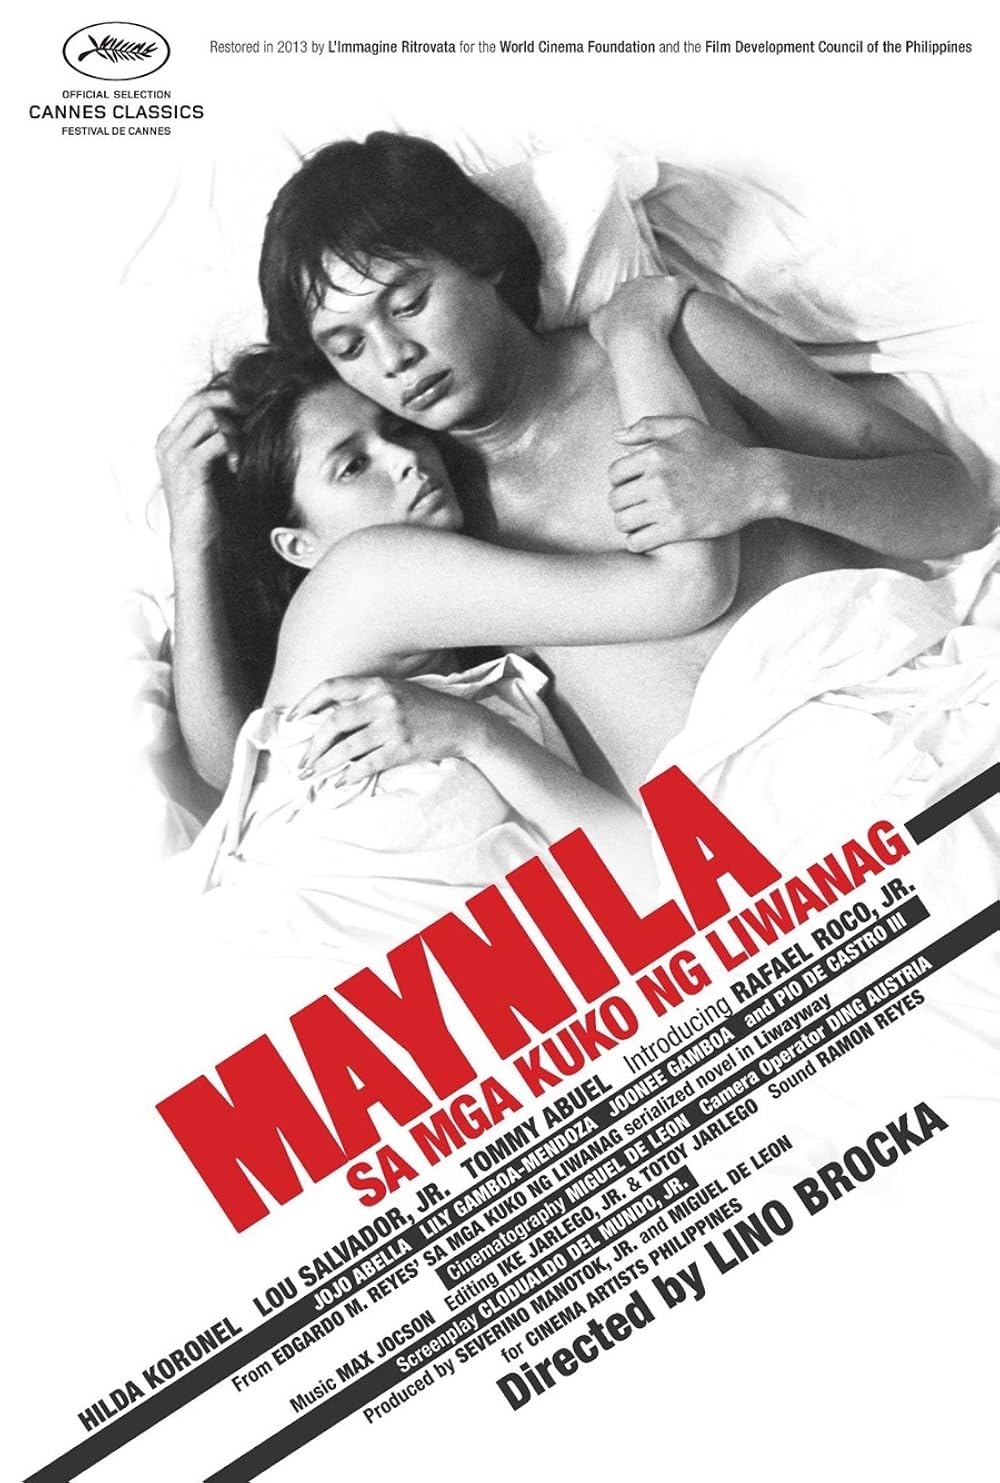 Restored in 2013 by L'Immagine Ritrovata for the World Cinema Foundation and the Film Development Council of the Philippines
OFFICIAL SELECTION
CANNES CLASSICS
FESTIVAL DE CANNES
MAYNILA
SA MGA KUKO NG LIWANAG
HILDA KORONEL LOU SALVADOR, JR. TOMMY ABUEL Introducing RAFAEL ROCO, JR.
JOJO ABELLA LILY GAMBOA-MENDOZA JOONEE GAMBOA and PIO DE CASTRO III
From EDGARDO M. REYES' SA MGA KUKO NG LIWANAG serialized novel in Liwayway
Cinematography MIGUEL DE LEON Camera Operator DING AUSTRIA
Music MAX JOCSON Editing IKE JARLEGO, JR. & TOTOY JARLEGO Sound RAMON REYES
Screenplay CLODUALDO DEL MUNDO, JR.
Produced by SEVERINO MANOTOK, JR. and MIGUEL DE LEON
for CINEMA ARTISTS PHILIPPINES
Directed by LINO BROCKA